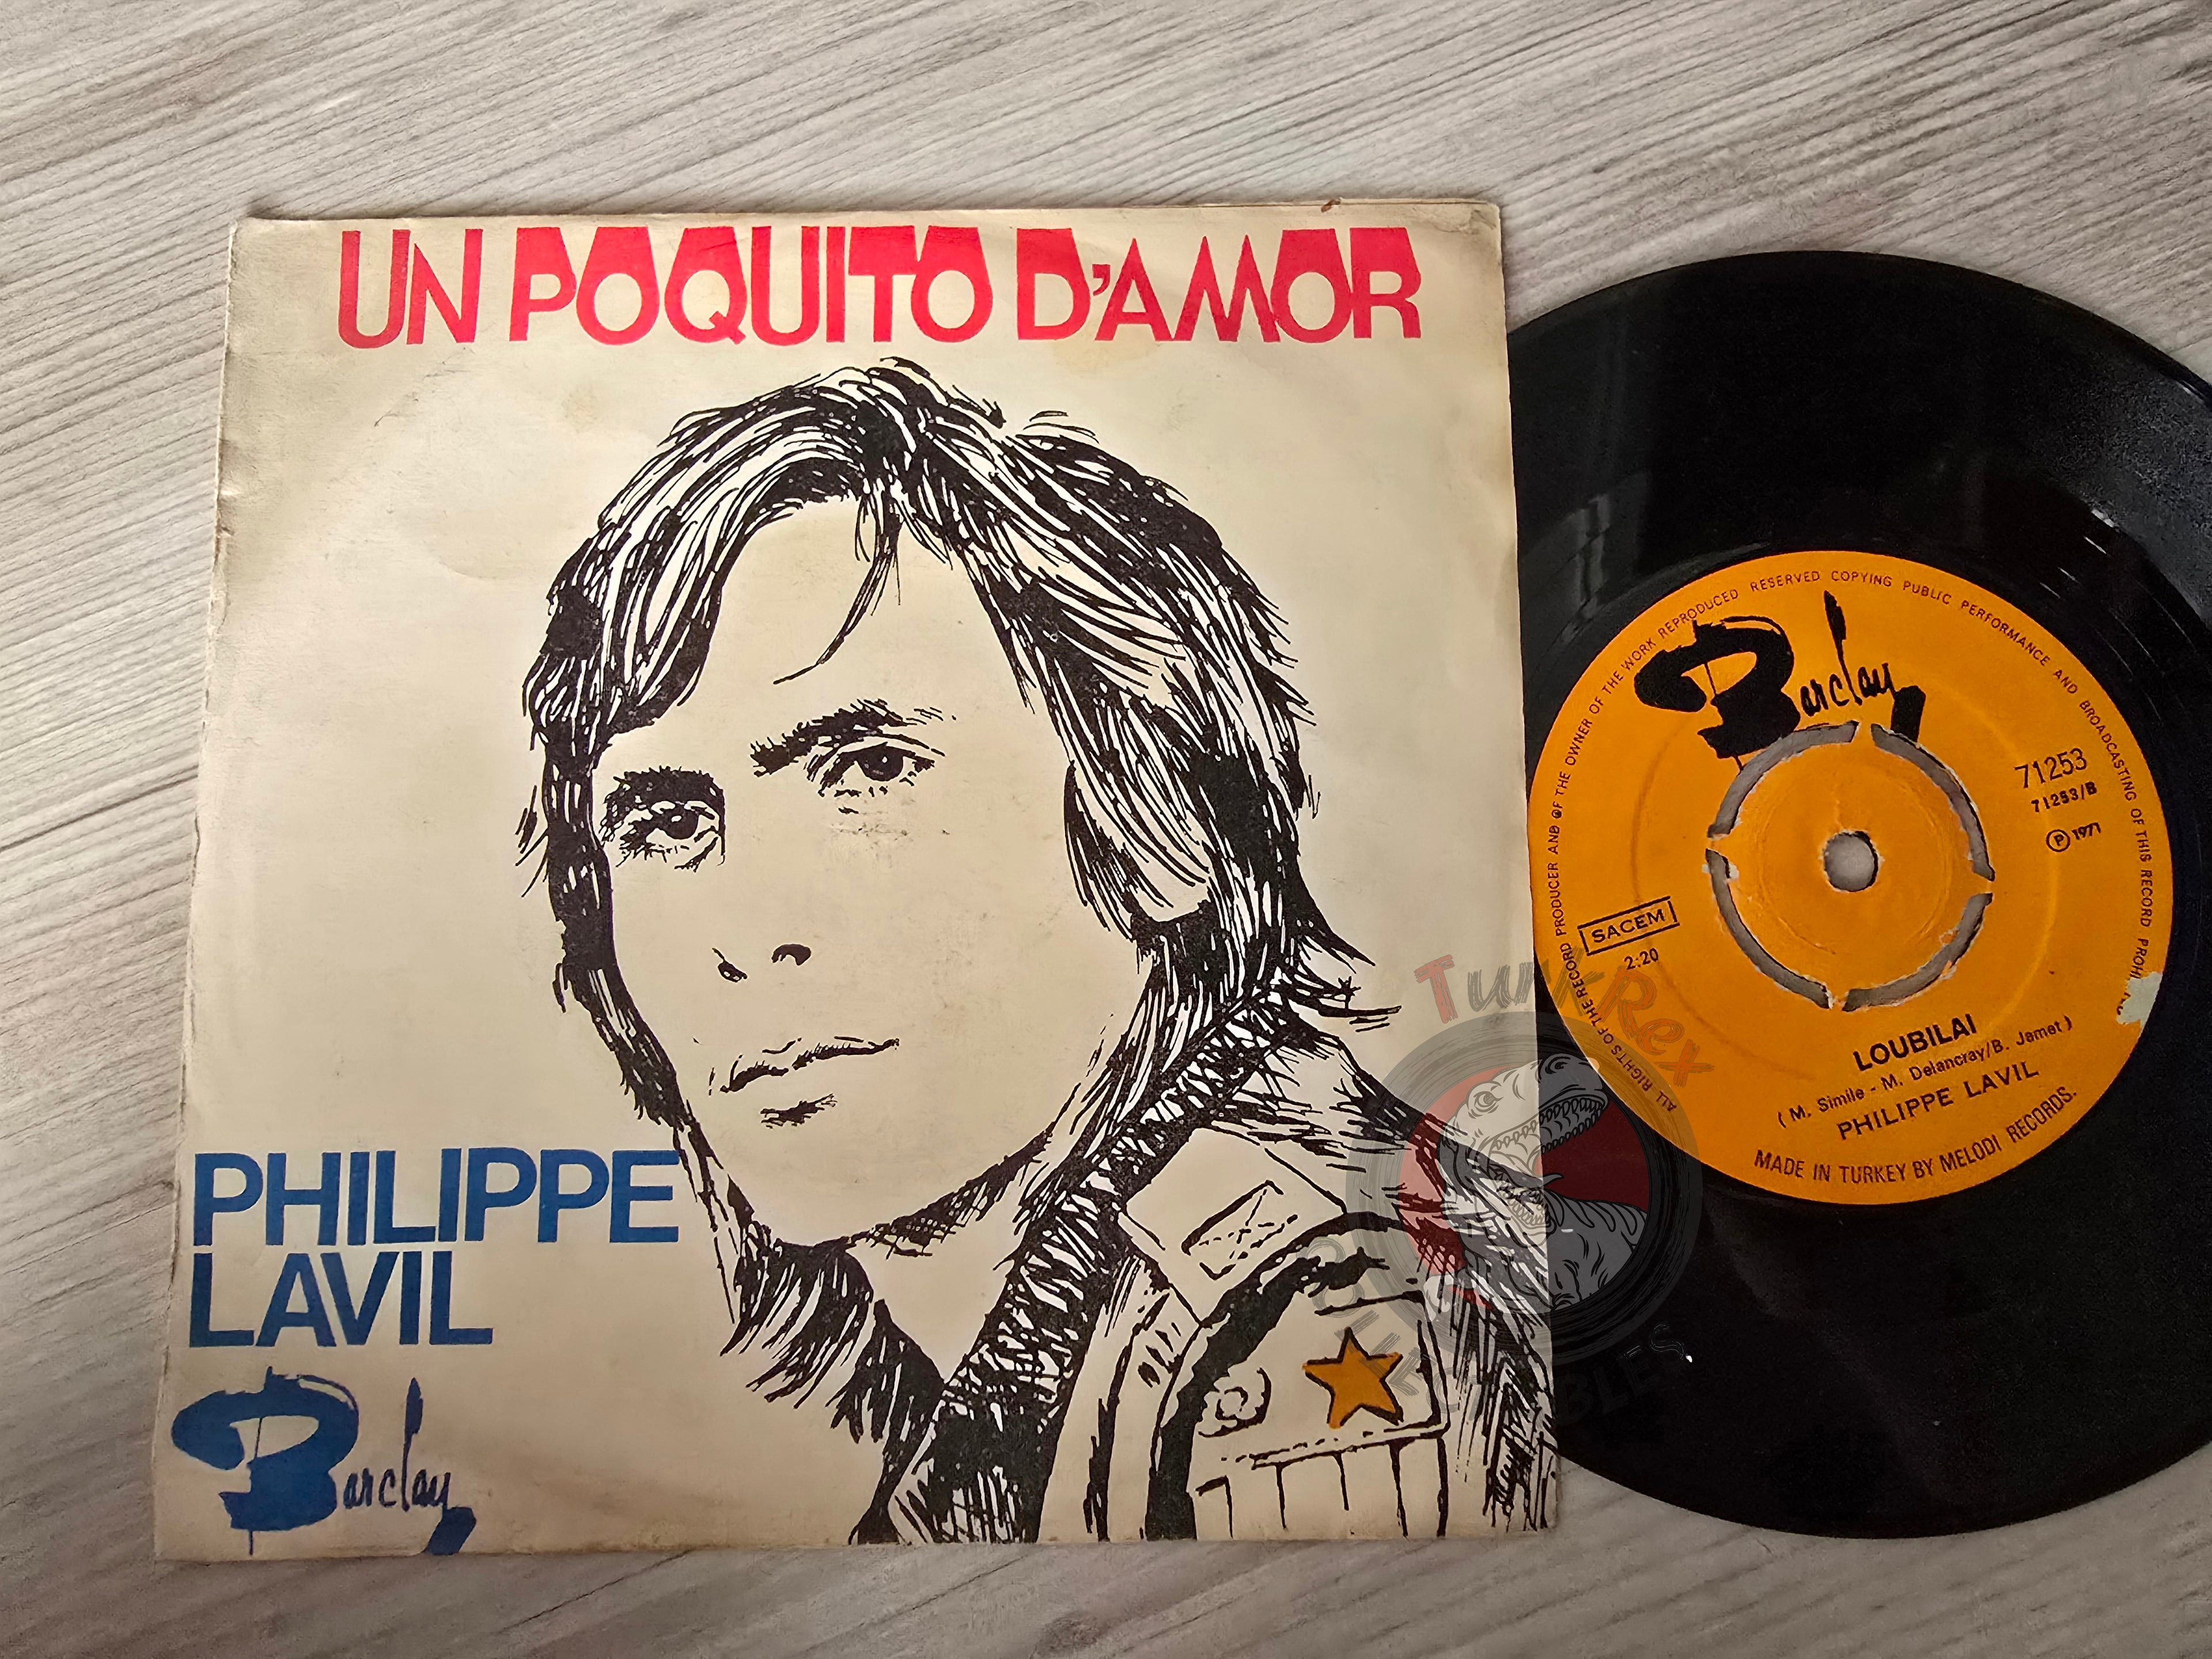 UN POQUITO D'AMOR
PHILIPPE
LAVIL
Barclay
ALL RIGHTS OF THE RECORD PRODUCER AND OF THE OWNER OF THE WORK REPRODUCED RESERVED COPYING PUBLIC PERFORMANCE AND BROADCASTING OF THIS RECORD PROHI
Barclay
71253
71253/B
Ⓟ 1971
SACEM
2:20
LOUBILAI
( M. Simile - M. Delancray/B. Jamet )
PHILIPPE LAVIL
MADE IN TURKEY BY MELODI RECORDS.
TurkRex
COLLECTIBLES